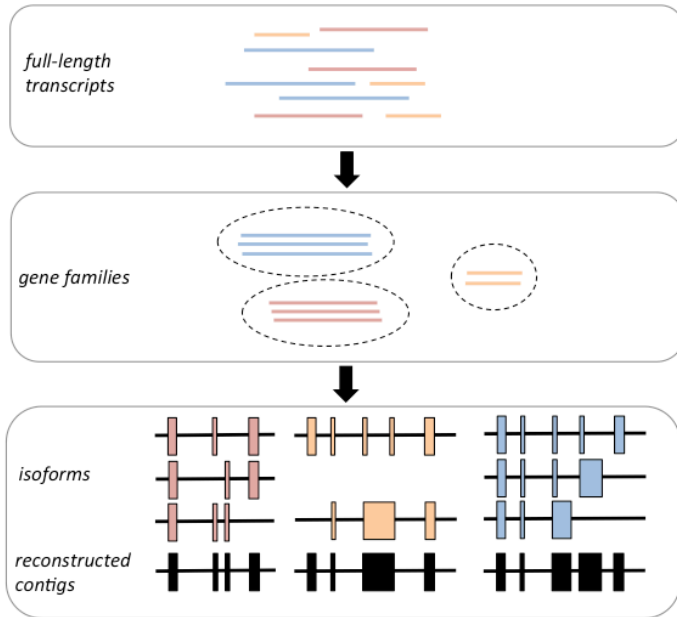 full-length
transcripts
gene families
isoforms
reconstructed
contigs